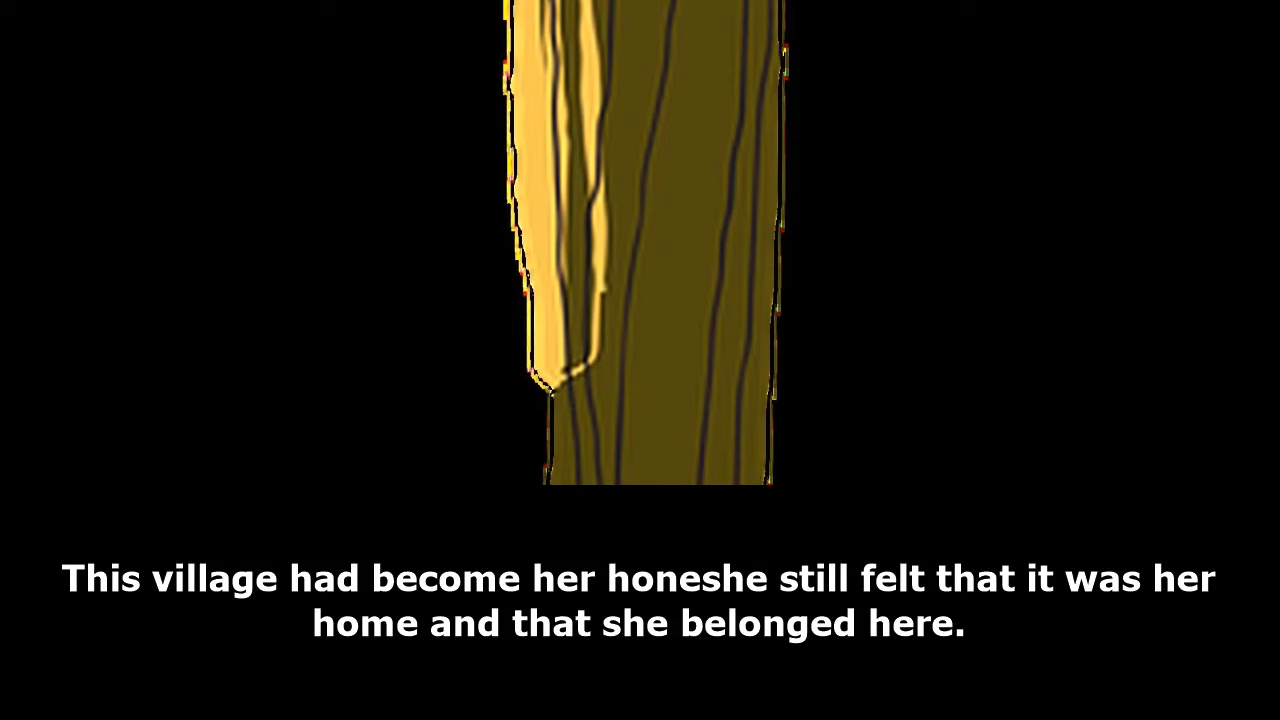 This village had become her honeshe still felt that it was her
home and that she belonged here.